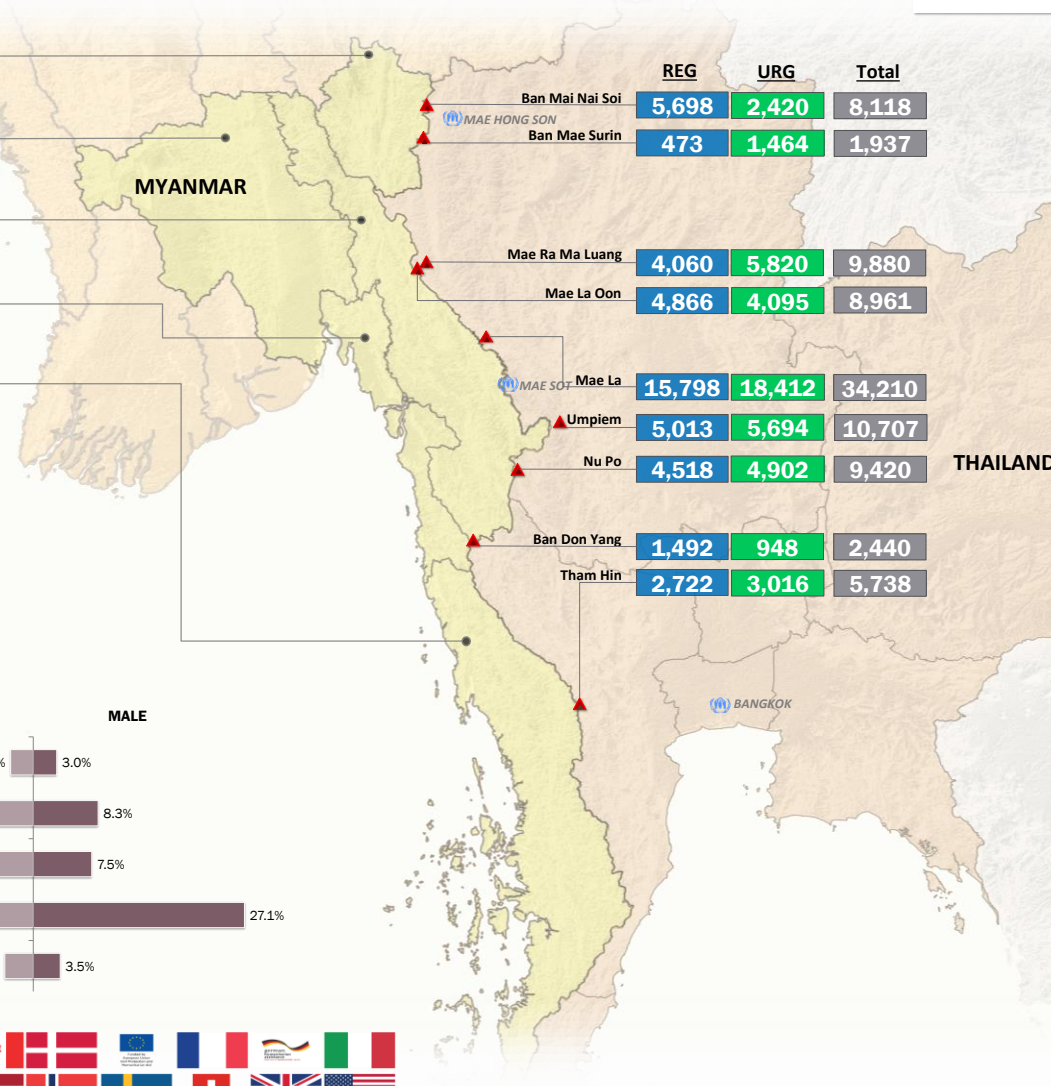 REG URG Total
Ban Mai Nai Soi 5,698 2,420 8,118
MAE HONG SON
Ban Mae Surin 473 1,464 1,937
MYANMAR
Mae Ra Ma Luang 4,060 5,820 9,880
Mae La Oon 4,866 4,095 8,961
MAE SOT Mae La 15,798 18,412 34,210
Umpiem 5,013 5,694 10,707
Nu Po 4,518 4,902 9,420
THAILAND
Ban Don Yang 1,492 948 2,440
Tham Hin 2,722 3,016 5,738
BANGKOK
MALE
% 3.0%
8.3%
7.5%
27.1%
3.5%